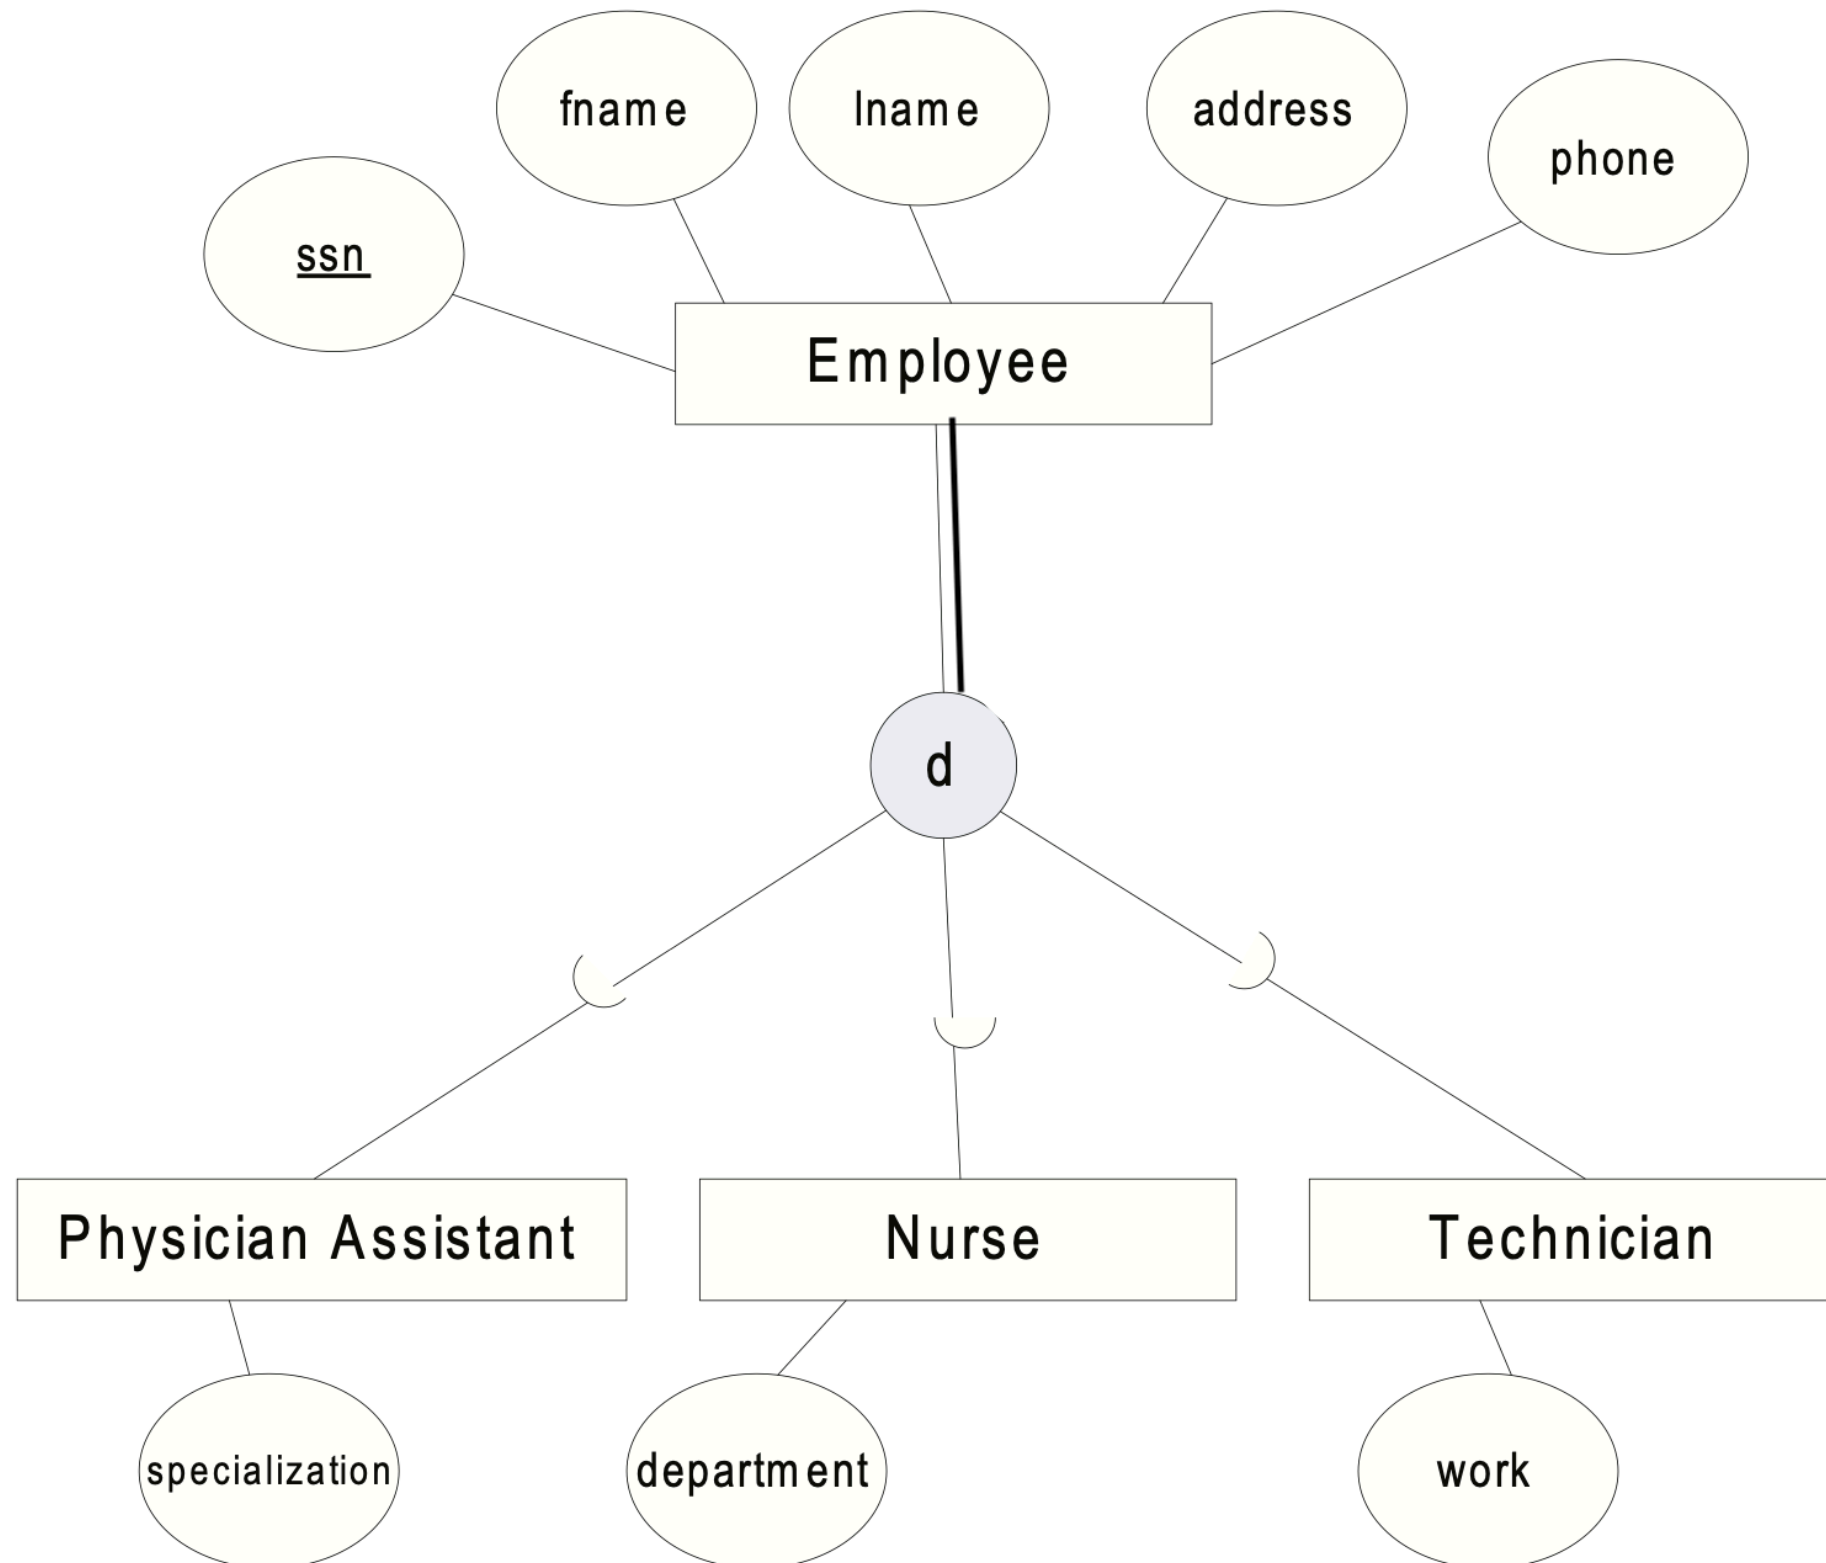 fname
lname
address
phone
ssn
Employee
d
Physician Assistant
Nurse
Technician
specialization
department
work